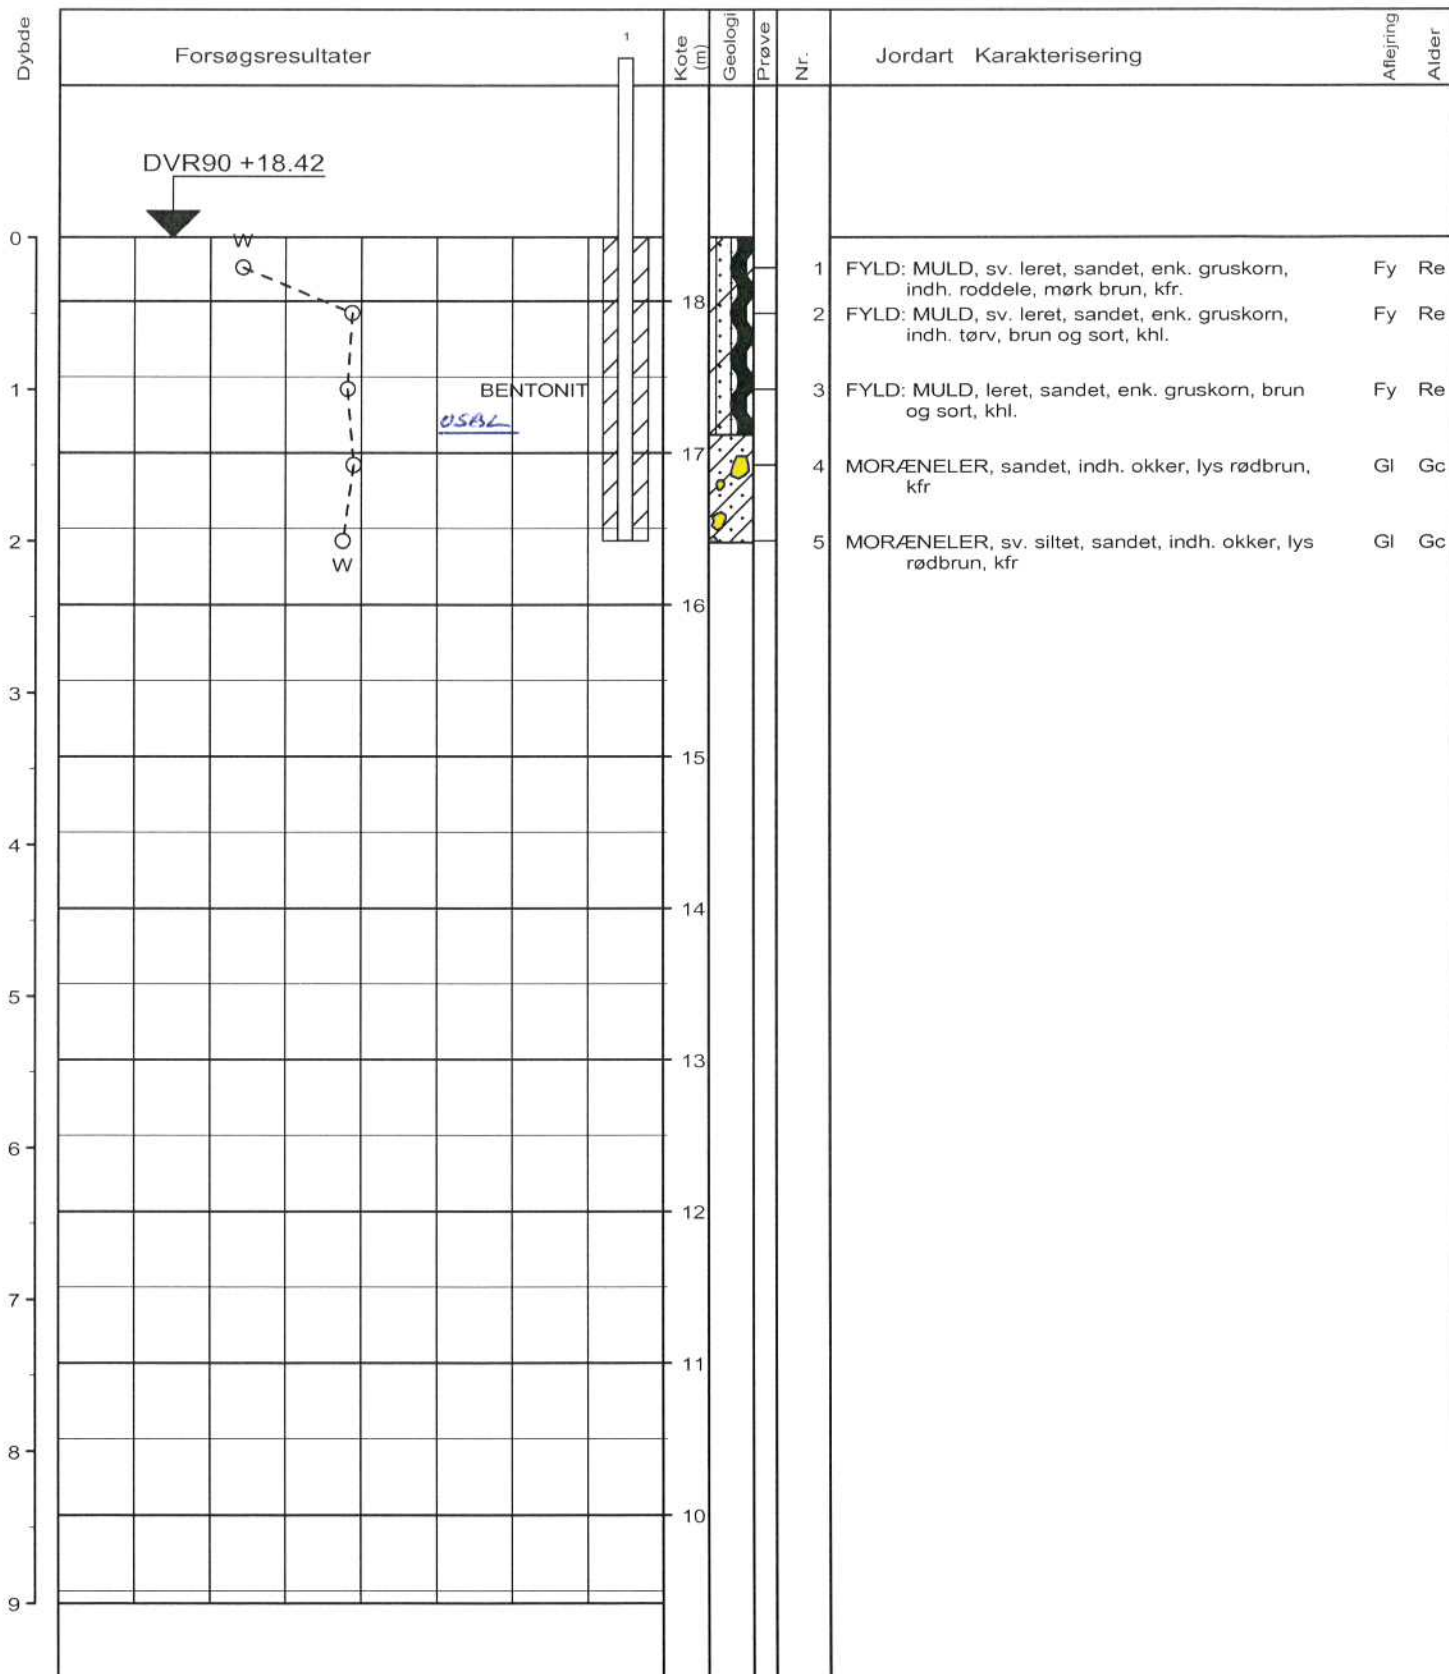 Dybde
Forsøgsresultater
1
Kote (m)
Geologi
Prøve
Nr.
Jordart Karakterisering
Aflejring
Alder
DVR90 +18.42
0
W
1 FYLD: MULD, sv. leret, sandet, enk. gruskorn, Fy Re
indh. roddele, mørk brun, kfr.
18
2 FYLD: MULD, sv. leret, sandet, enk. gruskorn, Fy Re
indh. tørv, brun og sort, khl.
1
BENTONIT
3 FYLD: MULD, leret, sandet, enk. gruskorn, brun Fy Re
og sort, khl.
17
4 MORÆNELER, sandet, indh. okker, lys rødbrun, Gl Gc
kfr
2
5 MORÆNELER, sv. siltet, sandet, indh. okker, lys Gl Gc
rødbrun, kfr
W
16
3
15
4
14
5
13
6
12
7
11
8
10
9